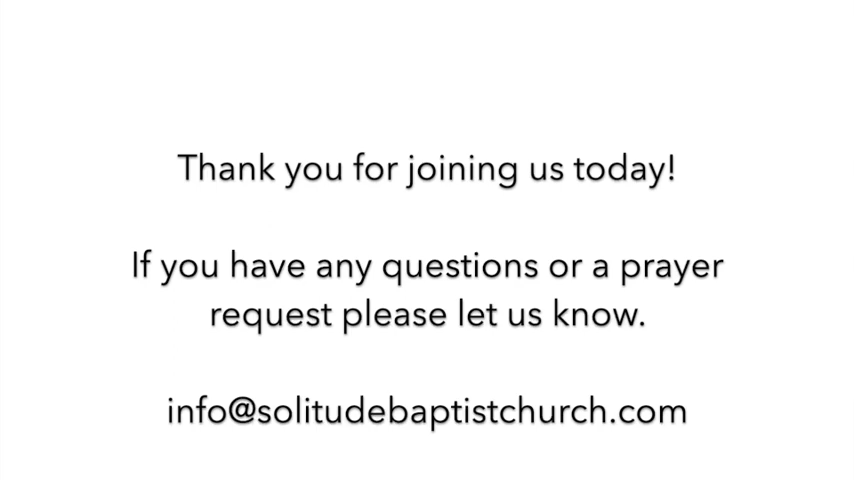 Thank you for joining us today!
If you have any questions or a prayer
request please let us know.
info@solitudebaptistchurch.com